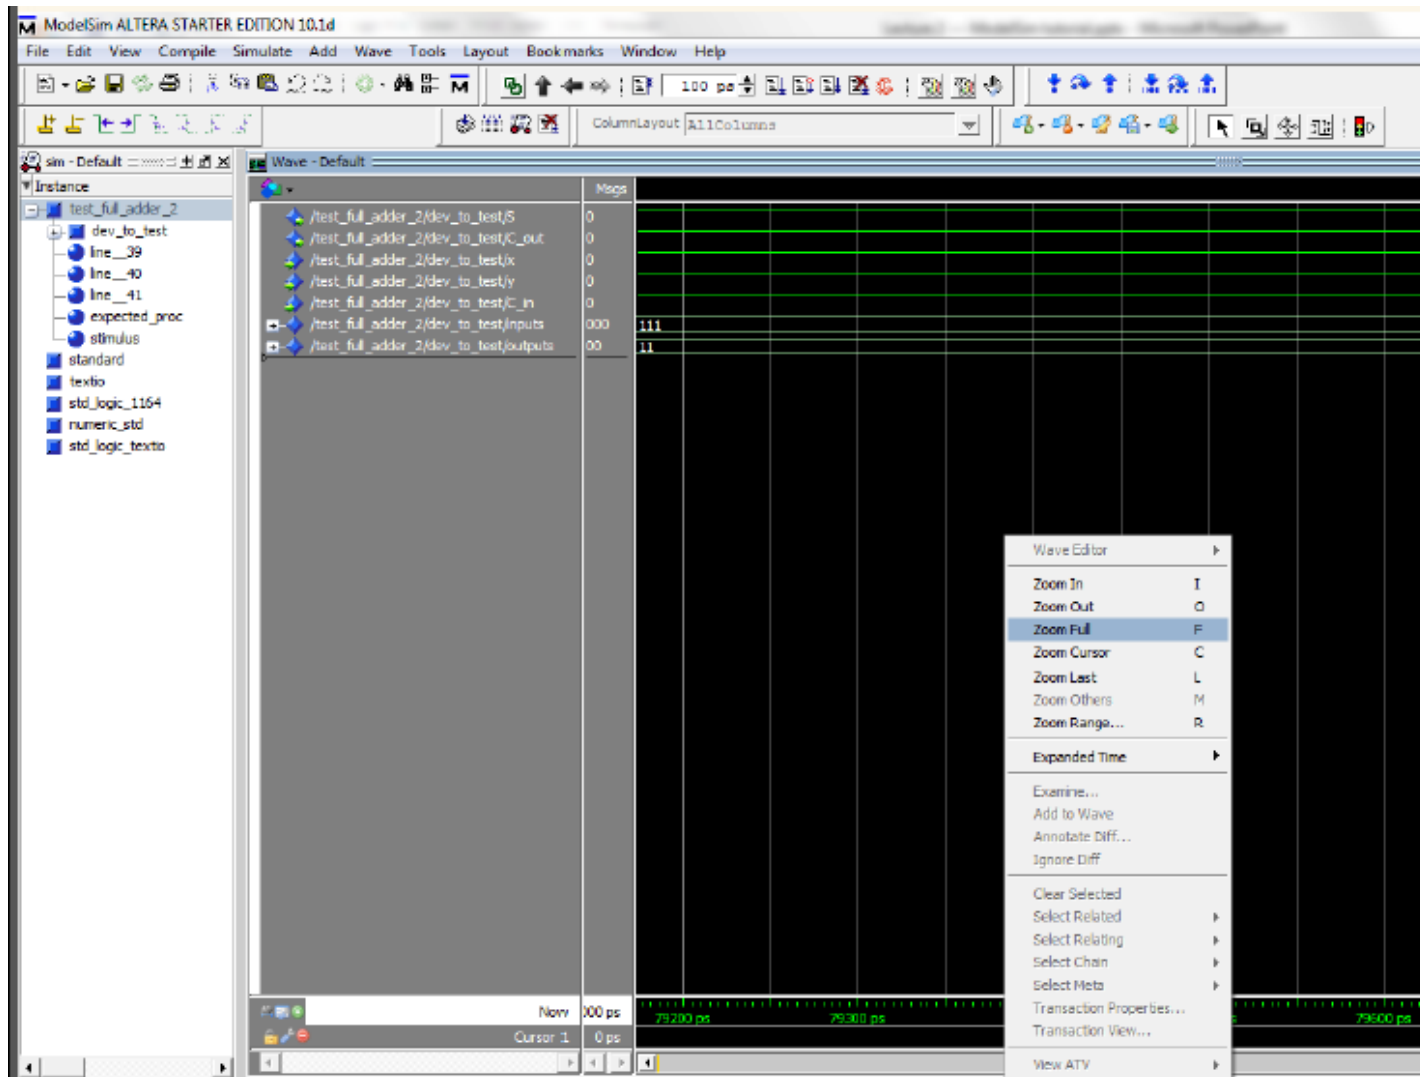 ModelSim ALTERA STARTER EDITION 10.1d
File Edit View Compile Simulate Add Wave Tools Layout Bookmarks Window Help
100 ps
ColumnLayout AllColumns
sim - Default
Wave - Default
Instance
Msgs
test_full_adder_2
dev_to_test
line__39
line__40
line__41
expected_proc
stimulus
standard
textio
std_logic_1164
numeric_std
std_logic_textio
/test_full_adder_2/dev_to_test/S 0
/test_full_adder_2/dev_to_test/C_out 0
/test_full_adder_2/dev_to_test/x 0
/test_full_adder_2/dev_to_test/y 0
/test_full_adder_2/dev_to_test/C_in 0
/test_full_adder_2/dev_to_test/inputs 000 111
/test_full_adder_2/dev_to_test/outputs 00 11
Wave Editor
Zoom In I
Zoom Out O
Zoom Full F
Zoom Cursor C
Zoom Last L
Zoom Others M
Zoom Range... R
Expanded Time
Examine...
Add to Wave
Annotate Diff...
Ignore Diff
Clear Selected
Select Related
Select Relating
Select Chain
Select Meta
Transaction Properties...
Transaction View...
View ATV
Now 000 ps
79200 ps 79300 ps 79600 ps
Cursor 1 0 ps